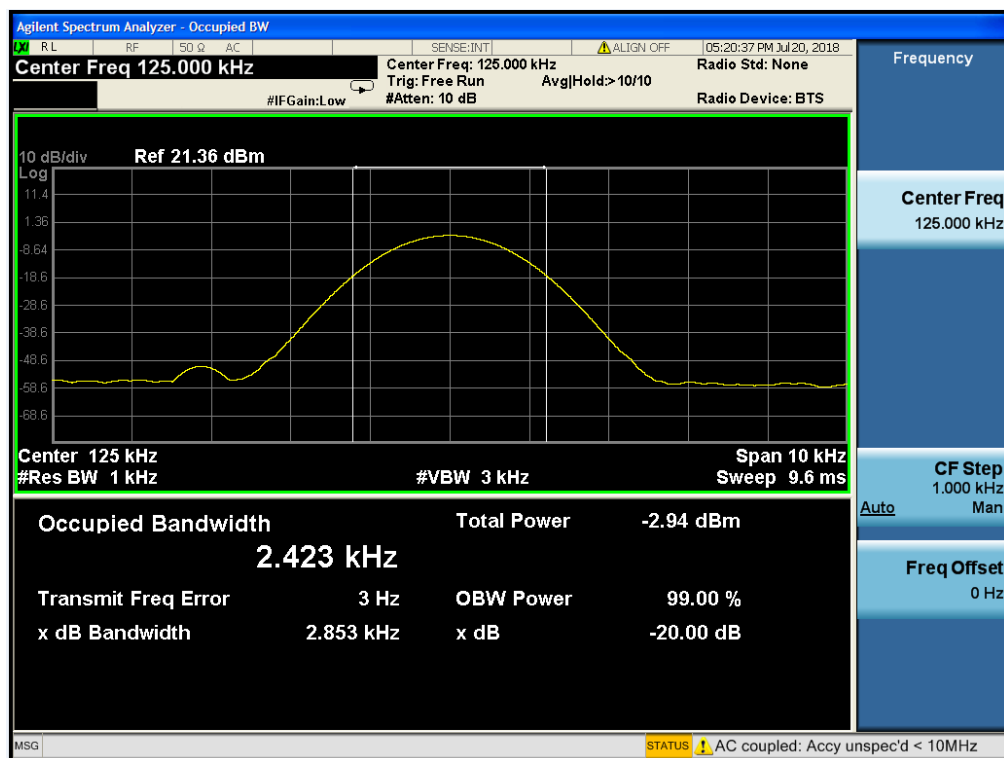 Agilent Spectrum Analyzer - Occupied BW
LXI RL RF 50 Ω AC SENSE:INT ALIGN OFF 05:20:37 PM Jul 20, 2018
Center Freq 125.000 kHz
Center Freq: 125.000 kHz
Radio Std: None
Trig: Free Run
Avg|Hold:>10/10
#IFGain:Low
#Atten: 10 dB
Radio Device: BTS
10 dB/div
Ref 21.36 dBm
Log
11.4
1.36
-8.64
-18.6
-28.6
-38.6
-48.6
-58.6
-68.6
Center 125 kHz
Span 10 kHz
#Res BW 1 kHz
#VBW 3 kHz
Sweep 9.6 ms
Occupied Bandwidth
Total Power
-2.94 dBm
2.423 kHz
Transmit Freq Error
3 Hz
OBW Power
99.00 %
x dB Bandwidth
2.853 kHz
x dB
-20.00 dB
Frequency
Center Freq
125.000 kHz
CF Step
1.000 kHz
Auto
Man
Freq Offset
0 Hz
MSG
STATUS
AC coupled: Accy unspec'd < 10MHz